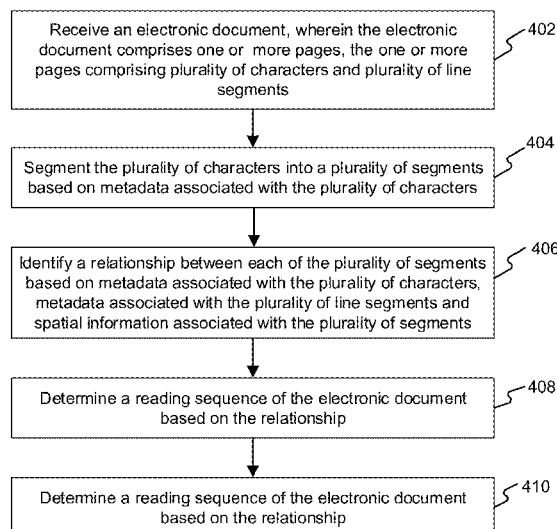 Receive an electronic document, wherein the electronic
document comprises one or more pages, the one or more
pages comprising plurality of characters and plurality of line
segments
402
Segment the plurality of characters into a plurality of segments
based on metadata associated with the plurality of characters
404
Identify a relationship between each of the plurality of segments
based on metadata associated with the plurality of characters,
metadata associated with the plurality of line segments and
spatial information associated with the plurality of segments
406
Determine a reading sequence of the electronic document
based on the relationship
408
Determine a reading sequence of the electronic document
based on the relationship
410